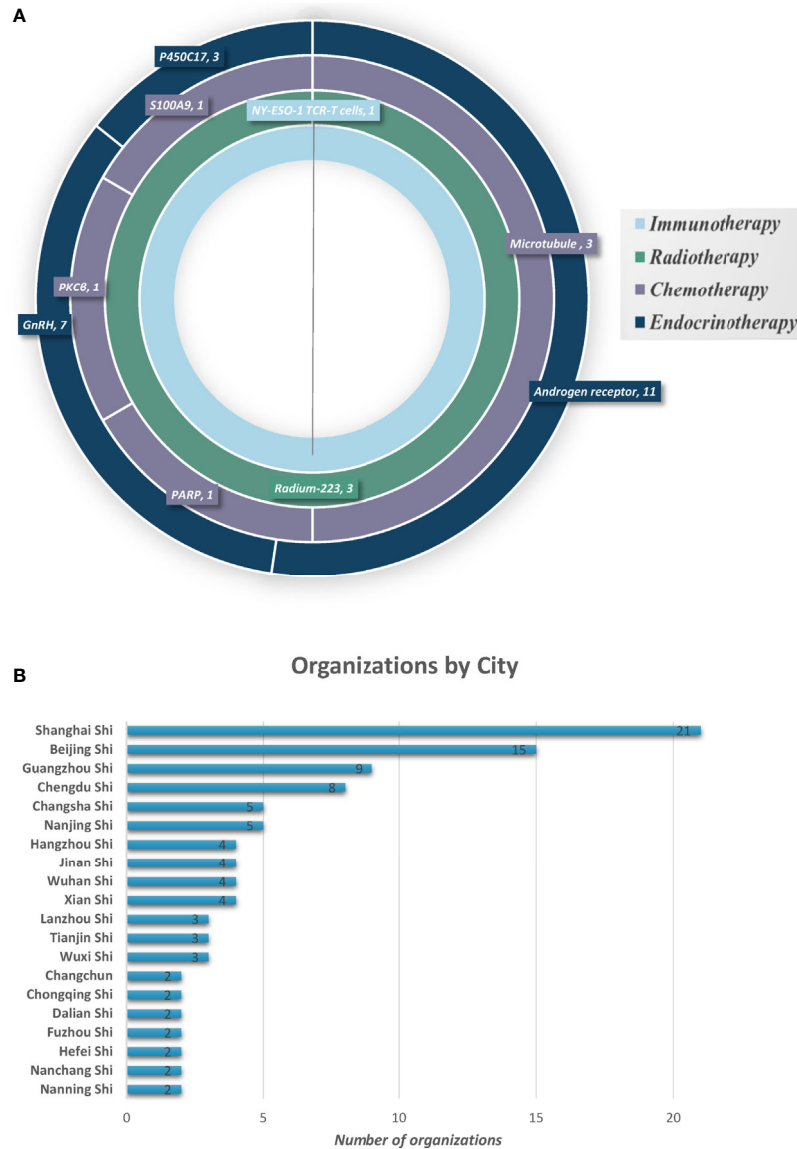 A
P450C17, 3
S100A9, 1
NY-ESO-1 TCR-T cells, 1
Immunotherapy
Microtubule , 3
Radiotherapy
PKCB, 1
Chemotherapy
GnRH, 7
Endocrinotherapy
Androgen receptor, 11
PARP, 1
Radium-223, 3
B
Organizations by City
Shanghai Shi 21
Beijing Shi 15
Guangzhou Shi 9
Chengdu Shi 8
Changsha Shi 5
Nanjing Shi 5
Hangzhou Shi 4
Jinan Shi 4
Wuhan Shi 4
Xian Shi 4
Lanzhou Shi 3
Tianjin Shi 3
Wuxi Shi 3
Changchun 2
Chongqing Shi 2
Dalian Shi 2
Fuzhou Shi 2
Hefei Shi 2
Nanchang Shi 2
Nanning Shi 2
0 5 10 15 20
Number of organizations